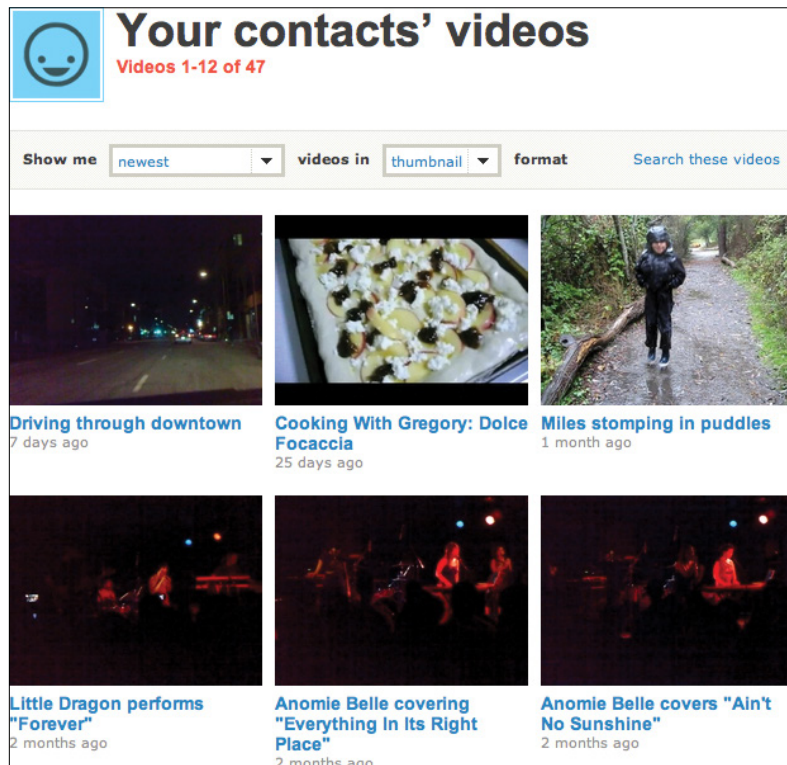 Your contacts’ videos
Videos 1-12 of 47
Show me newest videos in thumbnail format Search these videos
Driving through downtown
7 days ago
Cooking With Gregory: Dolce
Focaccia
25 days ago
Miles stomping in puddles
1 month ago
Little Dragon performs
"Forever"
2 months ago
Anomie Belle covering
"Everything In Its Right
Place"
2 months ago
Anomie Belle covers "Ain't
No Sunshine"
2 months ago